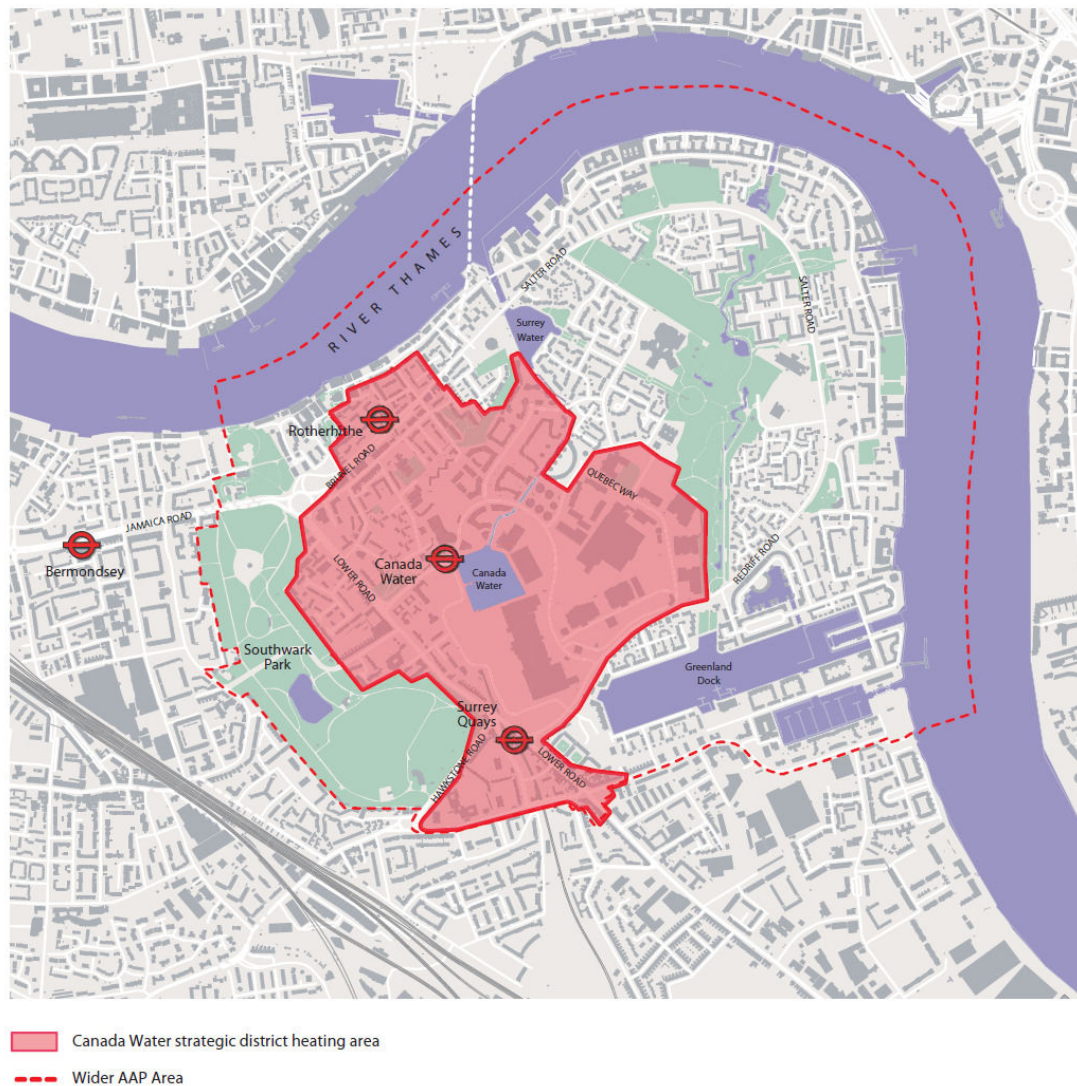 RIVER THAMES
SALTER ROAD
SALTER ROAD
Surrey
Water
Rotherhithe
BRUNEL ROAD
QUEBEC WAY
JAMAICA ROAD
Bermondsey
LOWER ROAD
Canada
Water
Canada
Water
REDRIFF ROAD
Southwark
Park
Greenland
Dock
Surrey
Quays
HAWKSTONE ROAD
LOWER ROAD
Canada Water strategic district heating area
Wider AAP Area